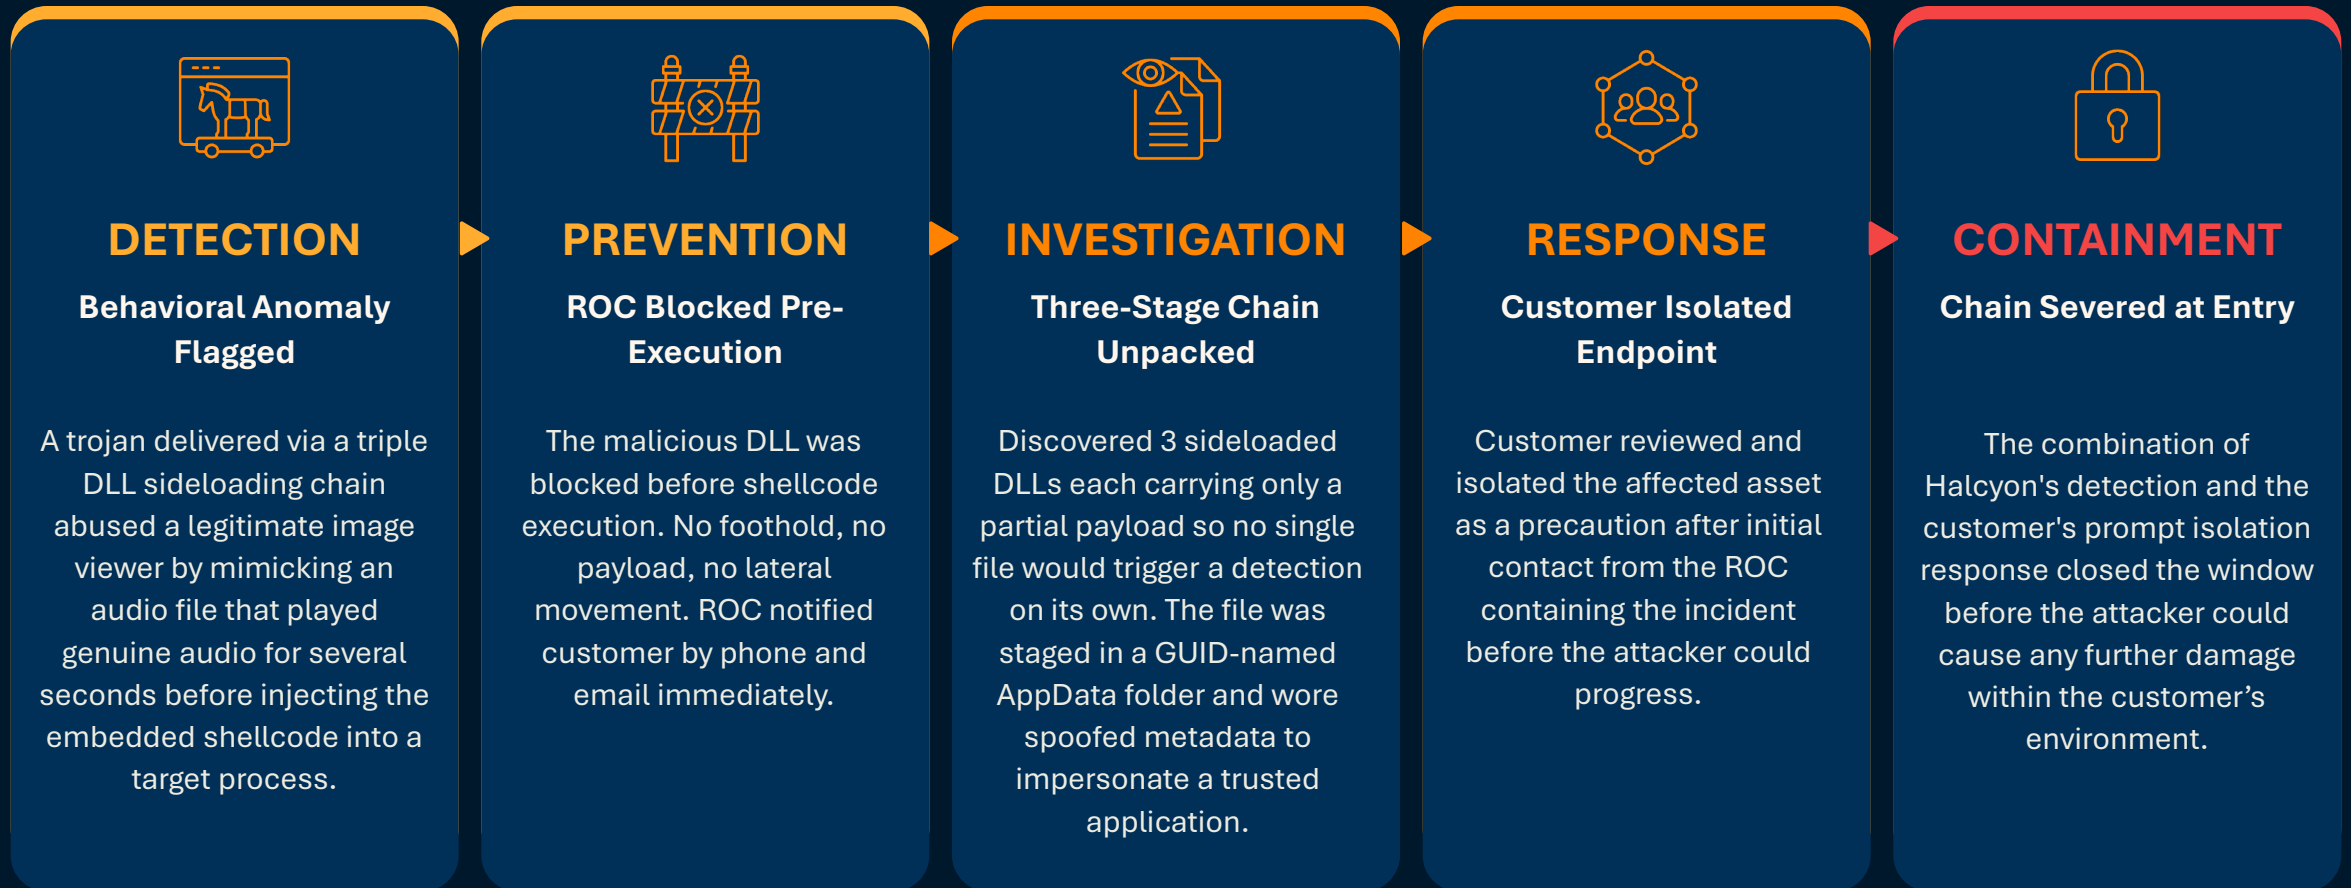 DETECTION
Behavioral Anomaly
Flagged
A trojan delivered via a triple
DLL sideloading chain
abused a legitimate image
viewer by mimicking an
audio file that played
genuine audio for several
seconds before injecting the
embedded shellcode into a
target process.
PREVENTION
ROC Blocked Pre-
Execution
The malicious DLL was
blocked before shellcode
execution. No foothold, no
payload, no lateral
movement. ROC notified
customer by phone and
email immediately.
INVESTIGATION
Three-Stage Chain
Unpacked
Discovered 3 sideloaded
DLLs each carrying only a
partial payload so no single
file would trigger a detection
on its own. The file was
staged in a GUID-named
AppData folder and wore
spoofed metadata to
impersonate a trusted
application.
RESPONSE
Customer Isolated
Endpoint
Customer reviewed and
isolated the affected asset
as a precaution after initial
contact from the ROC
containing the incident
before the attacker could
progress.
CONTAINMENT
Chain Severed at Entry
The combination of
Halcyon's detection and the
customer's prompt isolation
response closed the window
before the attacker could
cause any further damage
within the customer’s
environment.